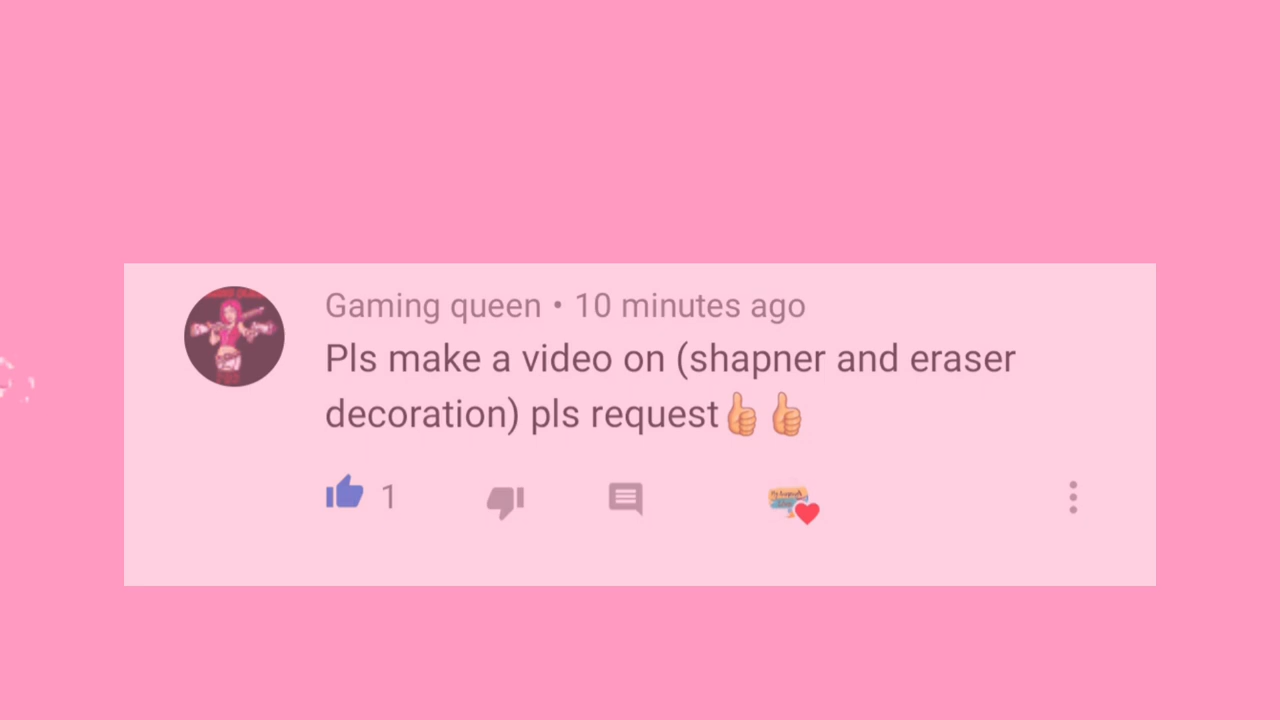 Gaming queen • 10 minutes ago
Pls make a video on (shapner and eraser
decoration) pls request👍👍
1